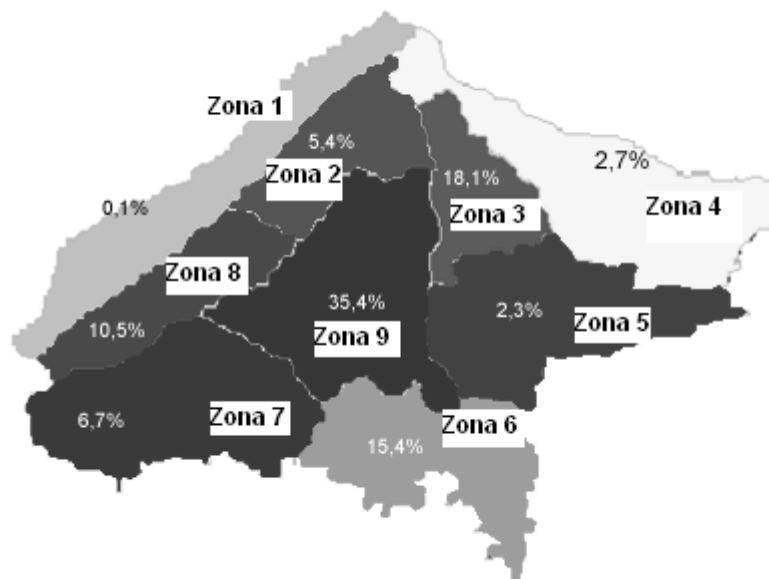 Zona 1
0,1%
5,4%
Zona 2
18,1%
Zona 3
2,7%
Zona 4
Zona 8
10,5%
35,4%
Zona 9
2,3%
Zona 5
6,7%
Zona 7
15,4%
Zona 6